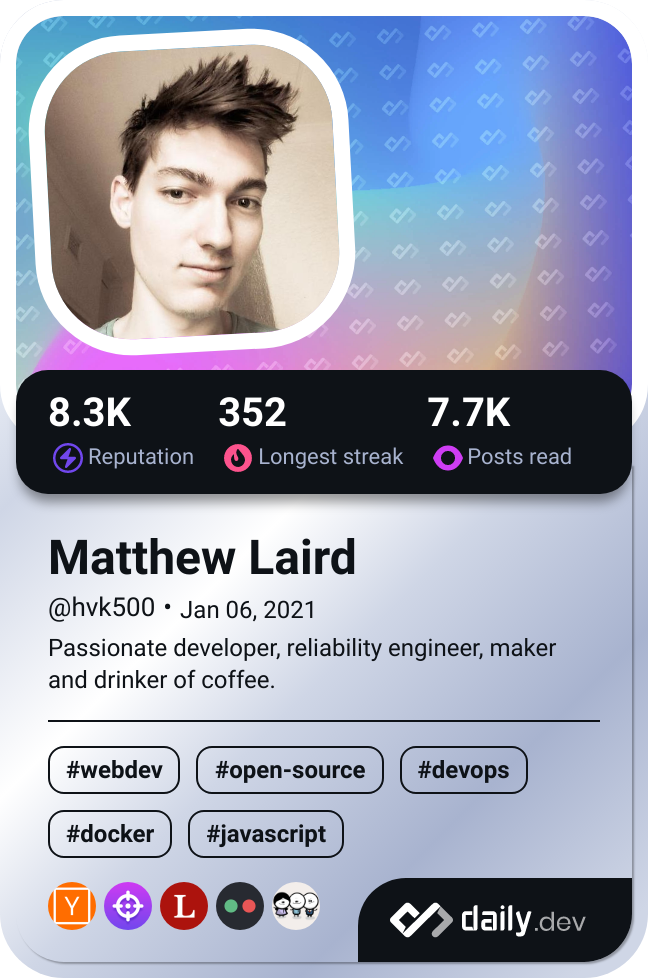 8.3K 352 7.7K
Reputation Longest streak Posts read
Matthew Laird
@hvk500 • Jan 06, 2021
Passionate developer, reliability engineer, maker
and drinker of coffee.
#webdev #open-source #devops
#docker #javascript
Y L
daily.dev